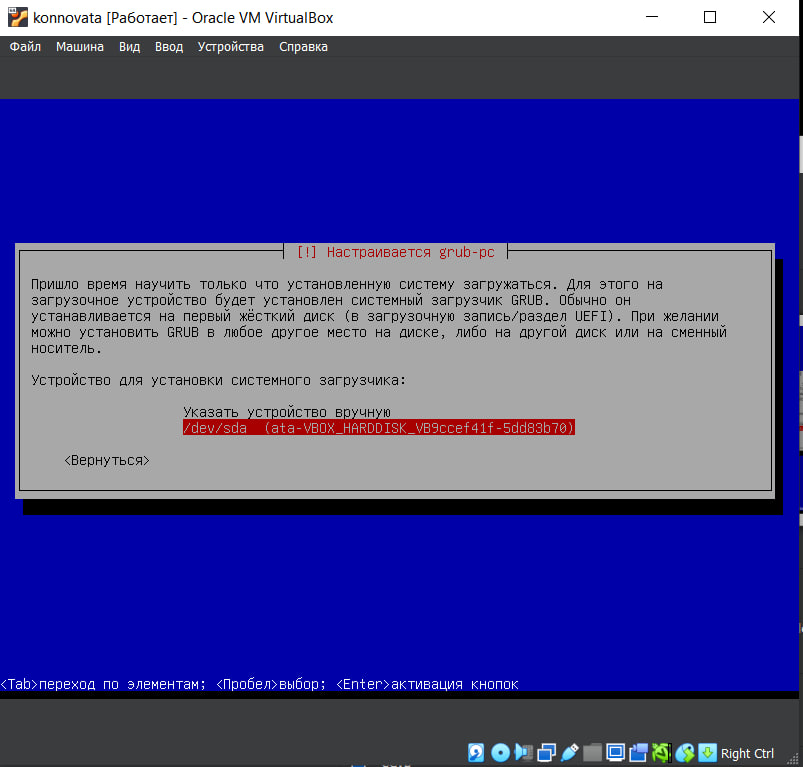 konnovata [Работает] - Oracle VM VirtualBox
Файл Машина Вид Ввод Устройства Справка
[!] Настраивается grub-pc
Пришло время научить только что установленную систему загружаться. Для этого на
загрузочное устройство будет установлен системный загрузчик GRUB. Обычно он
устанавливается на первый жёсткий диск (в загрузочную запись/раздел UEFI). При желании
можно установить GRUB в любое другое место на диске, либо на другой диск или на сменный
носитель.
Устройство для установки системного загрузчика:
Указать устройство вручную
/dev/sda (ata-VBOX_HARDDISK_VB9ccef41f-5dd83b70)
<Вернуться>
<Tab>переход по элементам; <Пробел>выбор; <Enter>активация кнопок
Right Ctrl